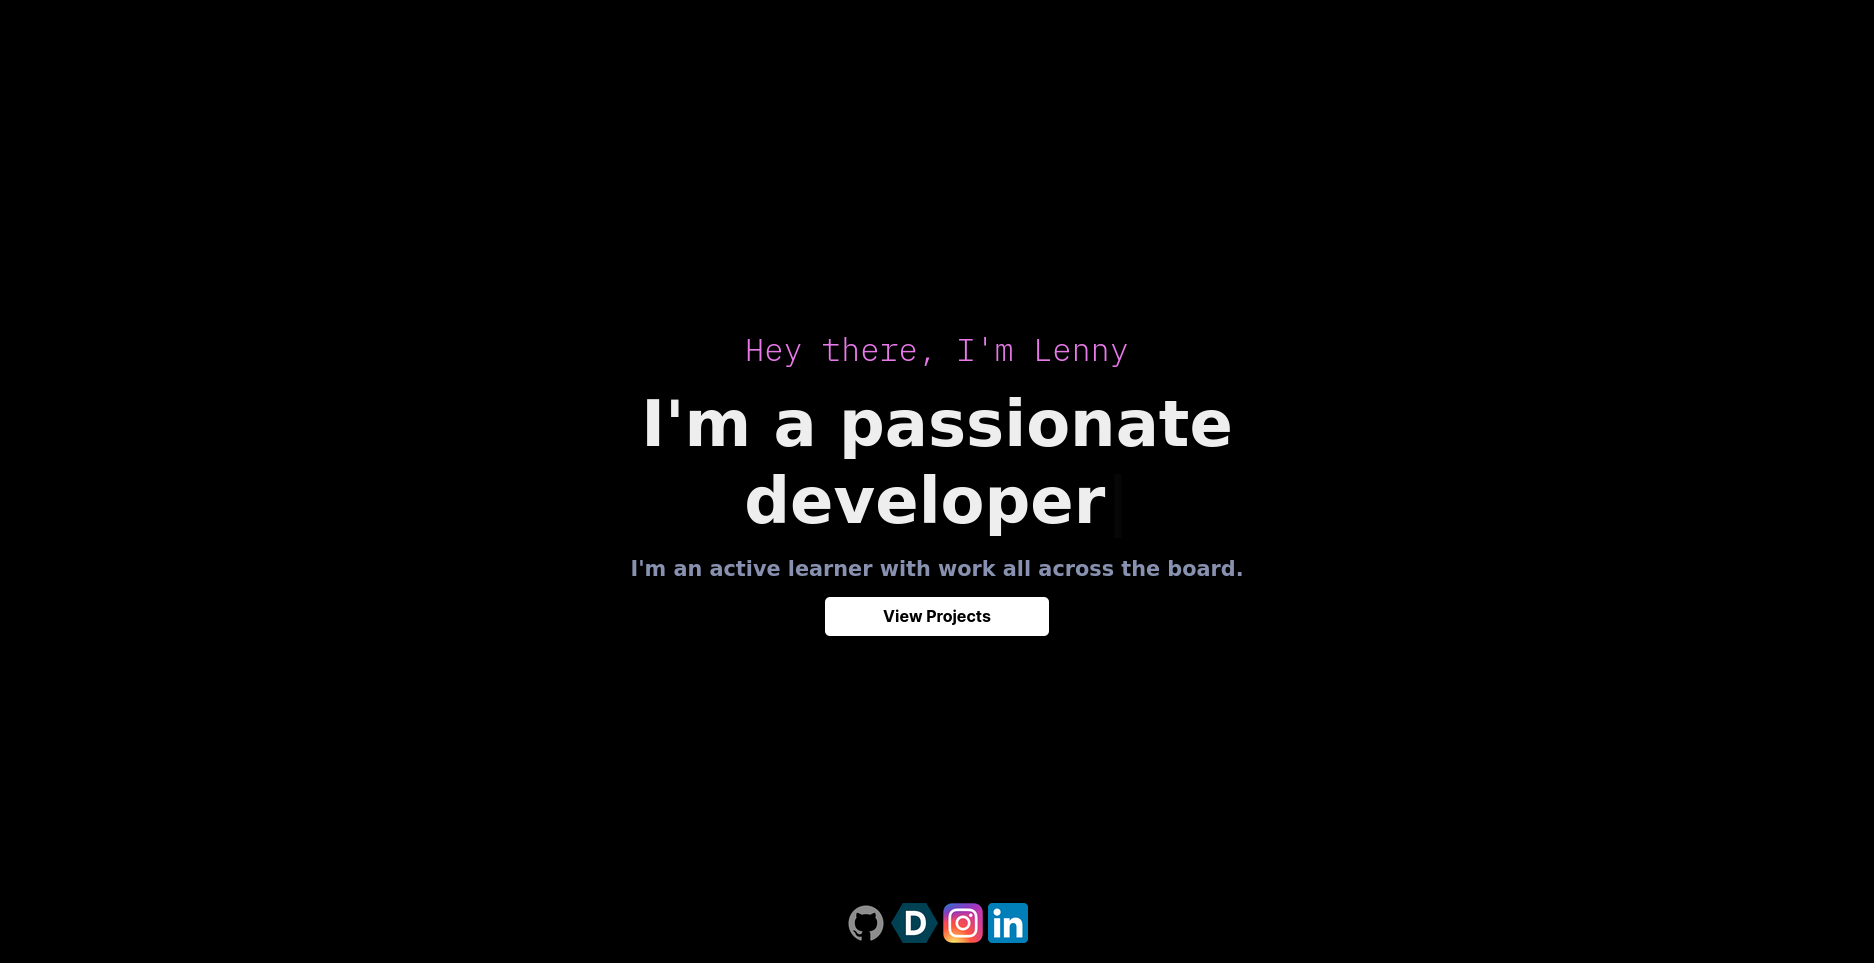 Hey there, I'm Lenny
I'm a passionate
developer
I'm an active learner with work all across the board.
View Projects
D
in